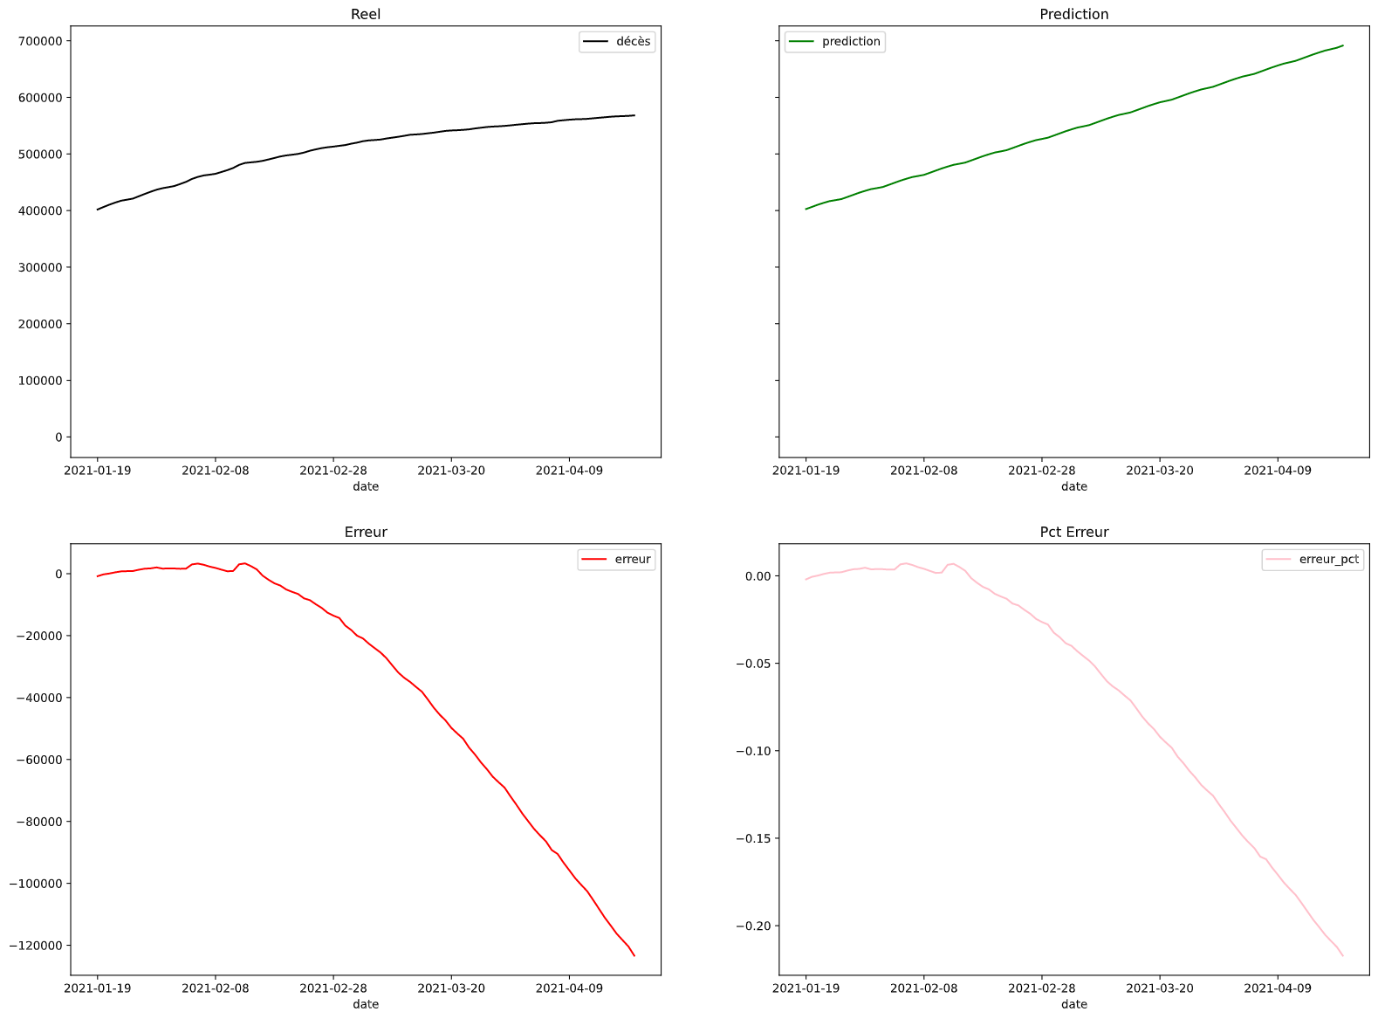 Reel
700000
600000
500000
400000
300000
200000
100000
0
décès
2021-01-19 2021-02-08 2021-02-28 2021-03-20 2021-04-09
date
Prediction
prediction
2021-01-19 2021-02-08 2021-02-28 2021-03-20 2021-04-09
date
Erreur
0
−20000
−40000
−60000
−80000
−100000
−120000
erreur
2021-01-19 2021-02-08 2021-02-28 2021-03-20 2021-04-09
date
Pct Erreur
0.00
−0.05
−0.10
−0.15
−0.20
erreur_pct
2021-01-19 2021-02-08 2021-02-28 2021-03-20 2021-04-09
date